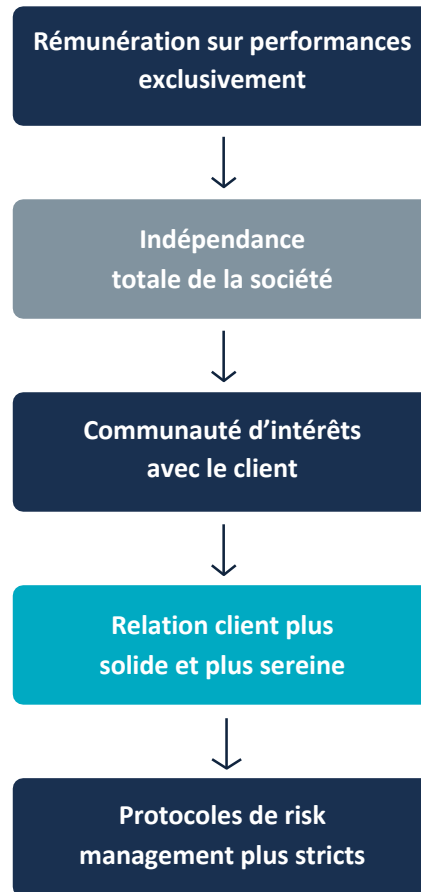 Rémunération sur performances
exclusivement
Indépendance
totale de la société
Communauté d’intérêts
avec le client
Relation client plus
solide et plus sereine
Protocoles de risk
management plus stricts